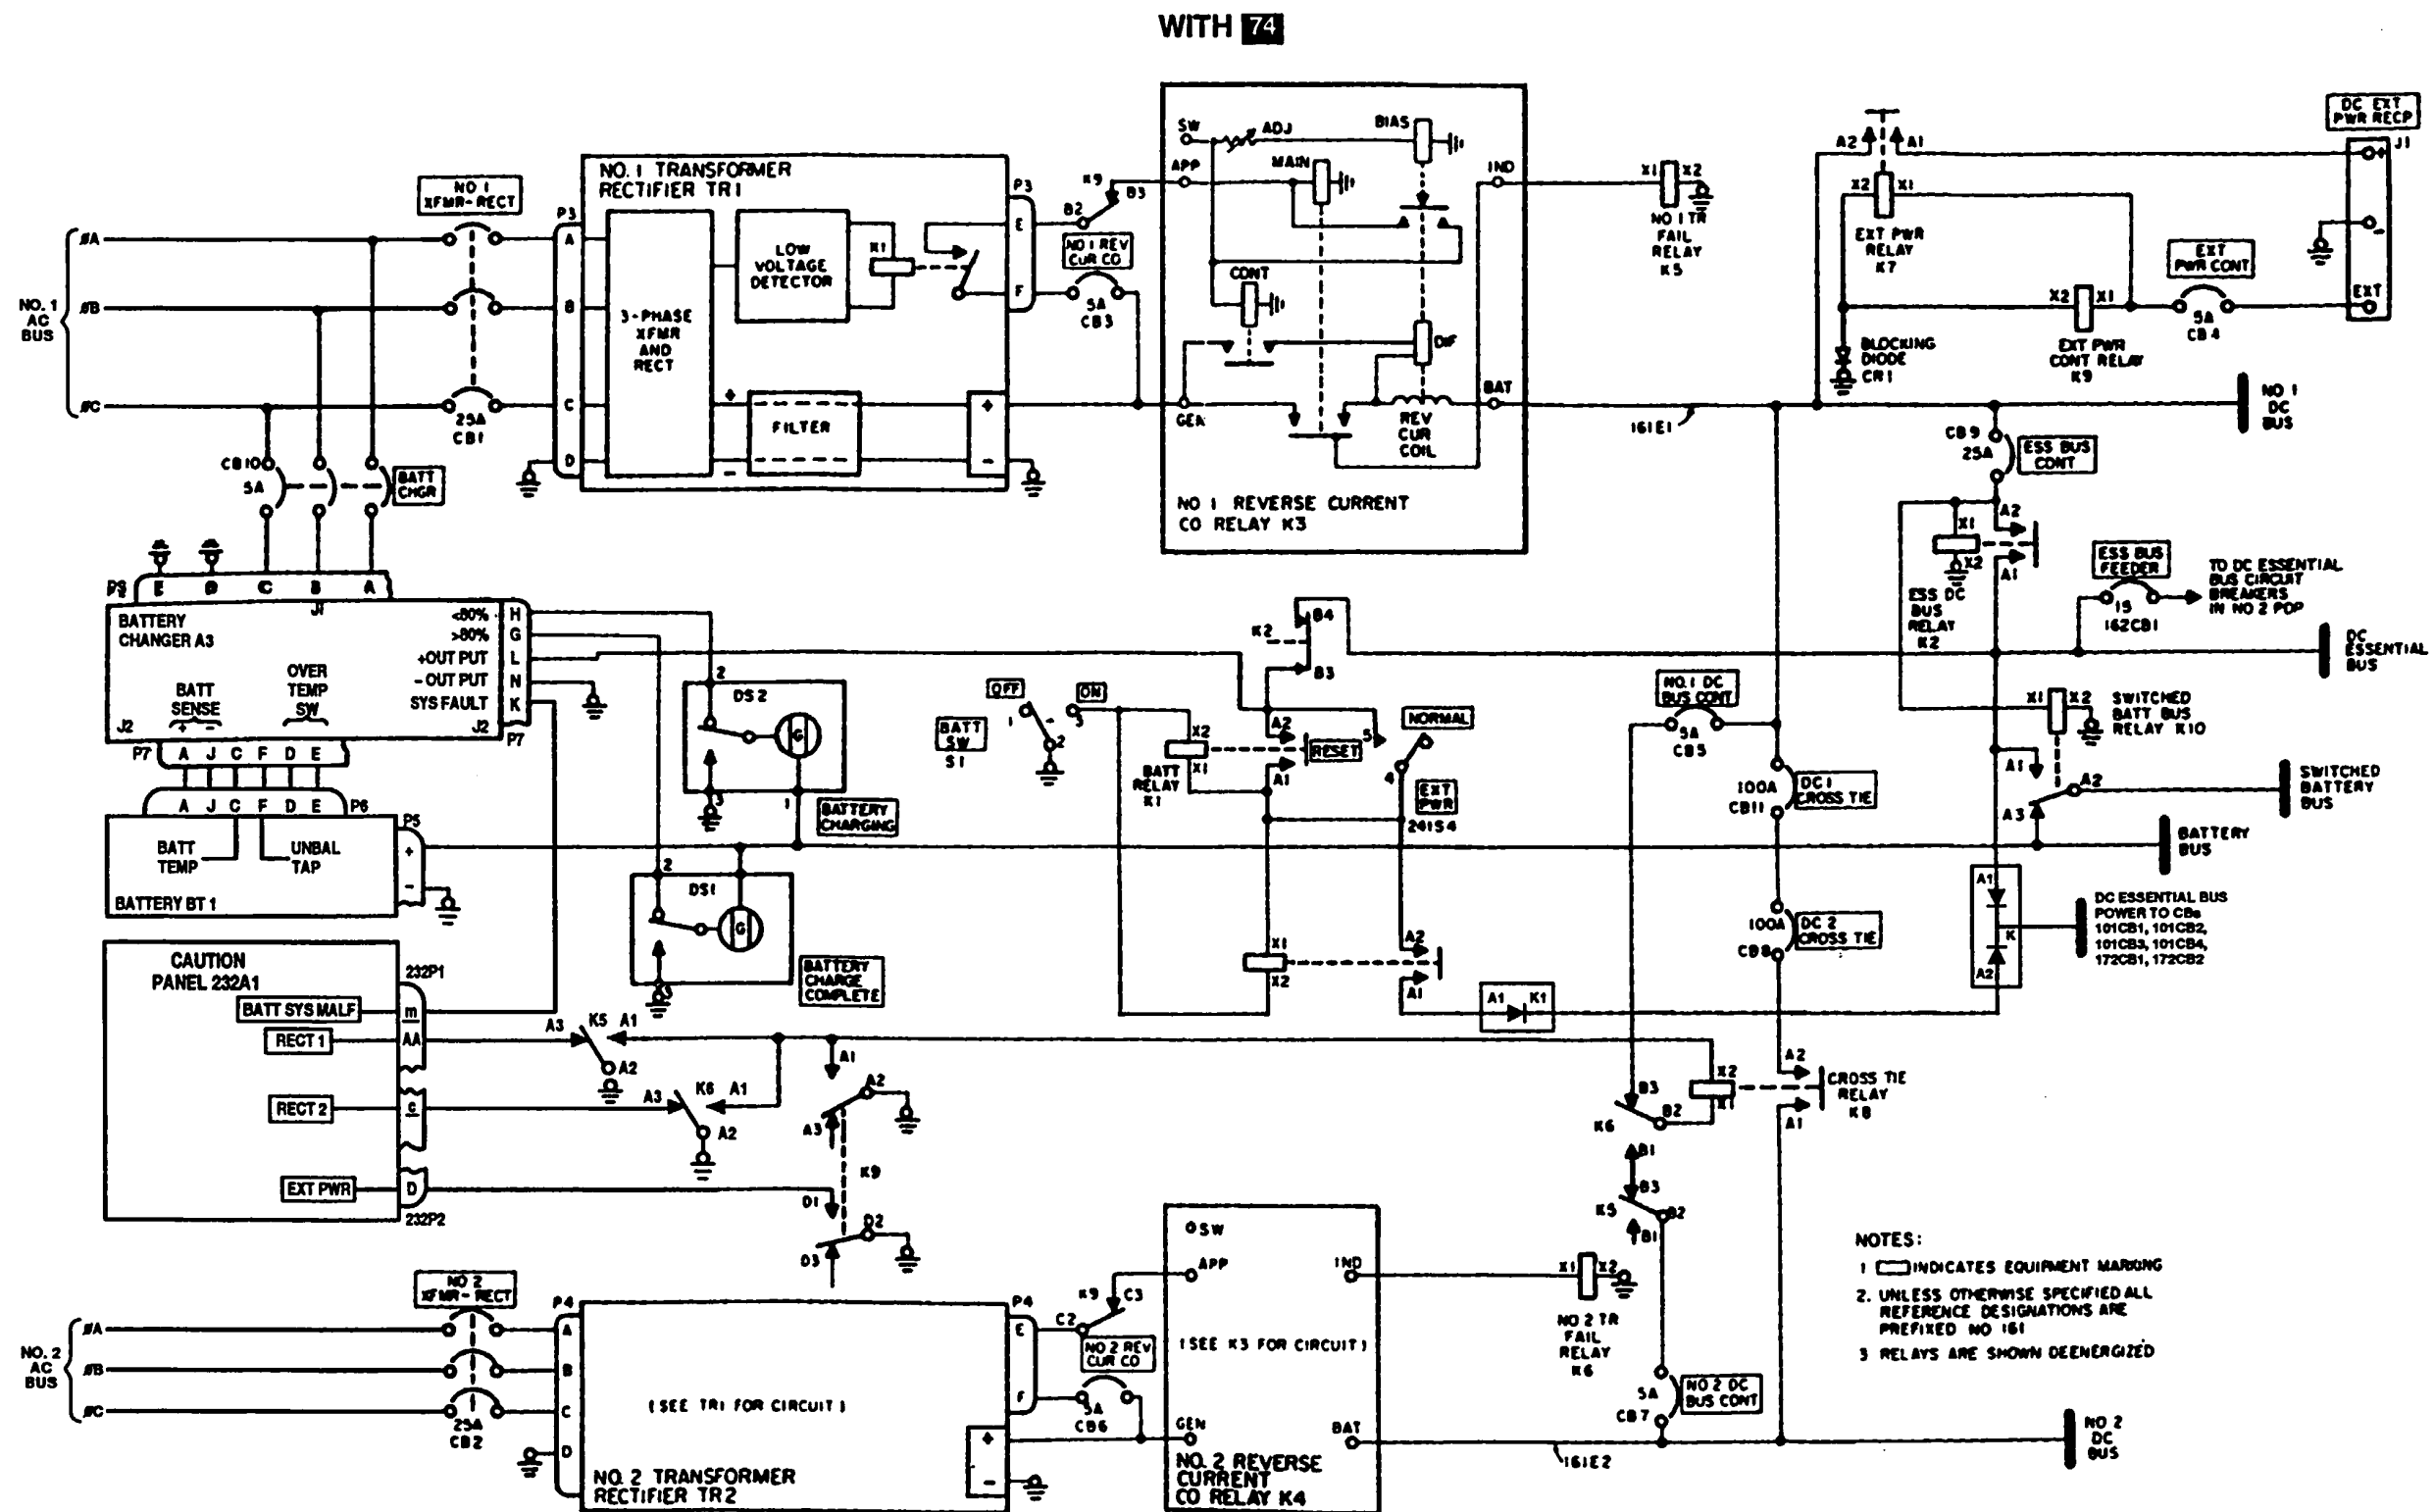 WITH 74
NO. 1 AC BUS
ØA
ØB
ØC
NO 1 XFMR-RECT
25A
CB1
P3
A
B
C
D
NO. 1 TRANSFORMER
RECTIFIER TR1
3-PHASE
XFMR
AND
RECT
LOW
VOLTAGE
DETECTOR
K1
+
-
FILTER
+
-
P3
E
F
K9
B2
B3
NO 1 REV
CUR CO
5A
CB3
SW
APP
ADJ
BIAS
MAIN
CONT
DIF
IND
GEN
BAT
REV
CUR
COIL
NO 1 REVERSE CURRENT
CO RELAY K3
X1
X2
NO 1 TR
FAIL
RELAY
K5
A2
A1
X2
X1
EXT PWR
RELAY
K7
DC EXT
PWR RECP
J1
+
-
EXT
EXT
PWR CONT
5A
CB4
X2
X1
EXT PWR
CONT RELAY
K9
BLOCKING
DIODE
CR1
161E1
NO 1
DC
BUS
CB9
25A
ESS BUS
CONT
A2
A1
X1
X2
ESS DC
BUS
RELAY
K2
ESS BUS
FEEDER
15
162CB1
TO DC ESSENTIAL
BUS CIRCUIT
BREAKERS
IN NO 2 PDP
DC
ESSENTIAL
BUS
X1
X2
SWITCHED
BATT BUS
RELAY K10
A1
A2
A3
SWITCHED
BATTERY
BUS
BATTERY
BUS
A1
K
A2
DC ESSENTIAL BUS
POWER TO CBs
101CB1, 101CB2,
101CB3, 101CB4,
172CB1, 172CB2
CB10
5A
BATT
CHGR
E
D
C
B
A
J1
BATTERY
CHANGER A3
<80%
>80%
+OUT PUT
- OUT PUT
SYS FAULT
H
G
L
N
K
BATT
SENSE
+ -
OVER
TEMP
SW
J2
J2
P7
P7
A J C F D E
A J C F D E
P6
BATT
TEMP
UNBAL
TAP
BATTERY BT 1
P5
+
-
2
DS2
G
3
1
BATTERY
CHARGING
2
DS1
G
3
BATTERY
CHARGE
COMPLETE
K2
B4
B3
OFF
ON
1
2
3
BATT
SW
S1
X2
X1
BATT
RELAY
K1
A2
A1
RESET
5
4
NORMAL
EXT
PWR
241S4
X1
X2
A2
A1
A1
K1
NO. 1 DC
BUS CONT
5A
CB5
100A
CB11
DC 1
CROSS TIE
100A
CB8
DC 2
CROSS TIE
A2
A1
CROSS TIE
RELAY
K8
X2
X1
B3
B2
K6
B1
B3
K5
B2
B1
CAUTION
PANEL 232A1
232P1
BATT SYS MALF
m
RECT 1
AA
RECT 2
c
EXT PWR
D
232P2
A3
K5
A1
A2
A3
K6
A1
A2
A1
A2
A3
K9
D1
D2
D3
NO. 2 AC BUS
ØA
ØB
ØC
NO 2
XFMR-RECT
25A
CB2
P4
A
B
C
D
(SEE TR1 FOR CIRCUIT)
NO. 2 TRANSFORMER
RECTIFIER TR2
+
-
P4
E
F
K9
C2
C3
NO 2 REV
CUR CO
5A
CB6
SW
APP
IND
(SEE K3 FOR CIRCUIT)
GEN
BAT
NO. 2 REVERSE
CURRENT
CO RELAY K4
X1
X2
NO 2 TR
FAIL
RELAY
K6
5A
CB7
NO 2 DC
BUS CONT
161E2
NO 2
DC
BUS
NOTES:
1 INDICATES EQUIPMENT MARKING
2. UNLESS OTHERWISE SPECIFIED ALL
REFERENCE DESIGNATIONS ARE
PREFIXED NO 161
3 RELAYS ARE SHOWN DEENERGIZED